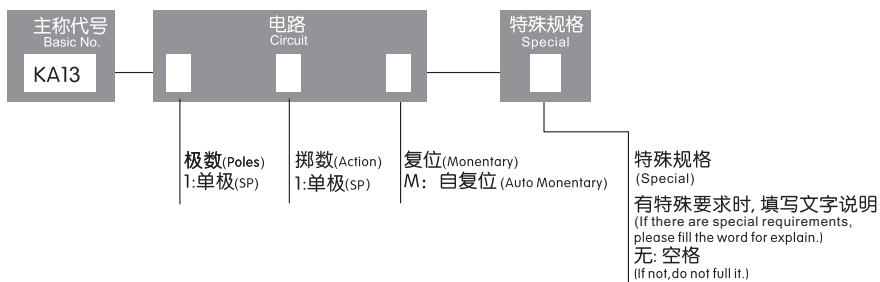 主称代号
Basic No.
KA13
电路
Circuit
特殊规格
Special
极数(Poles)
1:单极(SP)
掷数(Action)
1:单极(SP)
复位(Monentary)
M：自复位(Auto Monentary)
特殊规格
(Special)
有特殊要求时, 填写文字说明
(If there are special requirements,
please fill the word for explain.)
无: 空格
(If not,do not full it.)